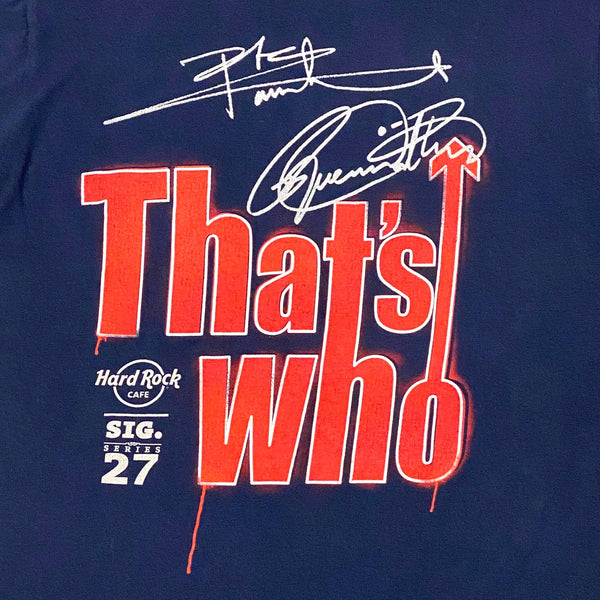 That's
Who
Hard Rock
CAFE
SIG.
SERIES
27